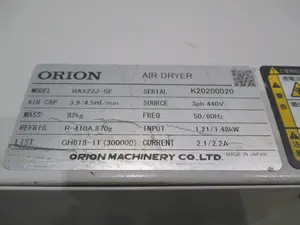 ORION AIR DRYER
MODEL RAX22J-SE SERIAL K20200020
AIR CAP 3.9/4.5m³/min SOURCE 3ph 440V
MASS 92kg FREQ. 50/60Hz
REFRIG. R-410A,870g INPUT 1.21/1.48kW
LIST GH618-11 (300000) CURRENT 2.1/2.2A
ORION MACHINERY CO.,LTD. MADE IN JAPAN